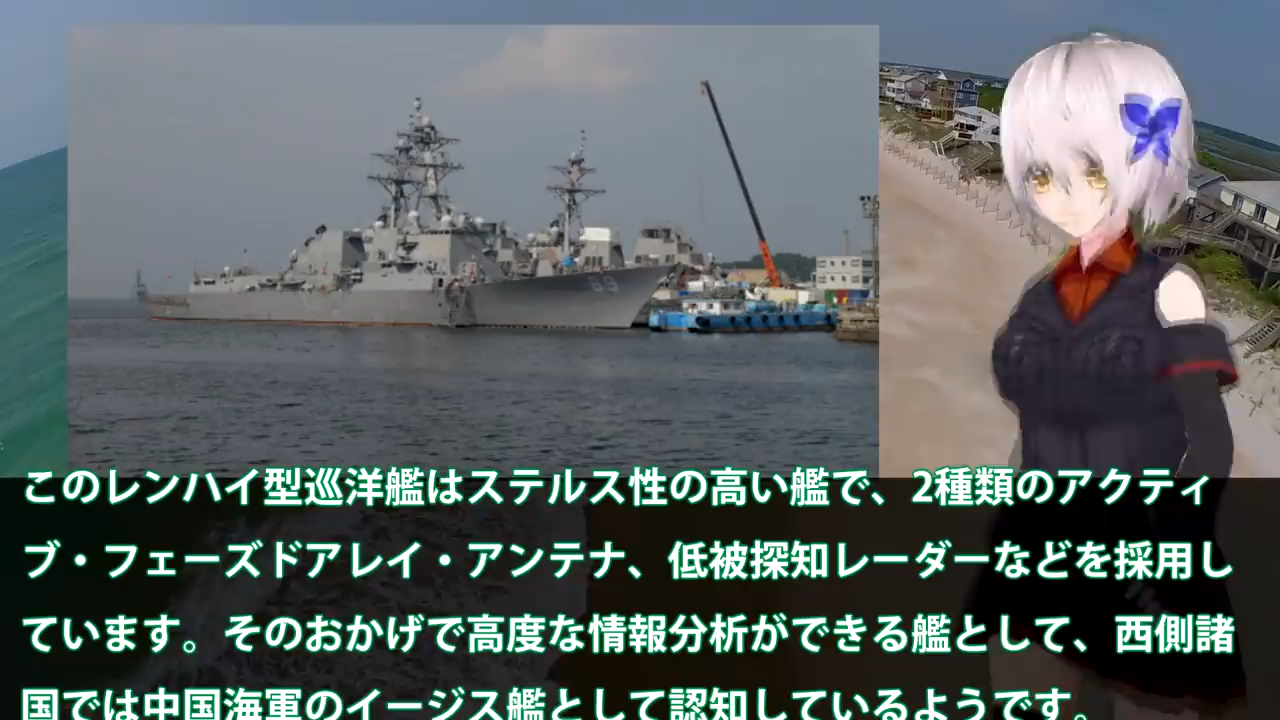 69
このレンハイ型巡洋艦はステルス性の高い艦で、2種類のアクティ
ブ・フェーズドアレイ・アンテナ、低被探知レーダーなどを採用し
ています。そのおかげで高度な情報分析ができる艦として、西側諸
国では中国海軍のイージス艦として認知しているようです。